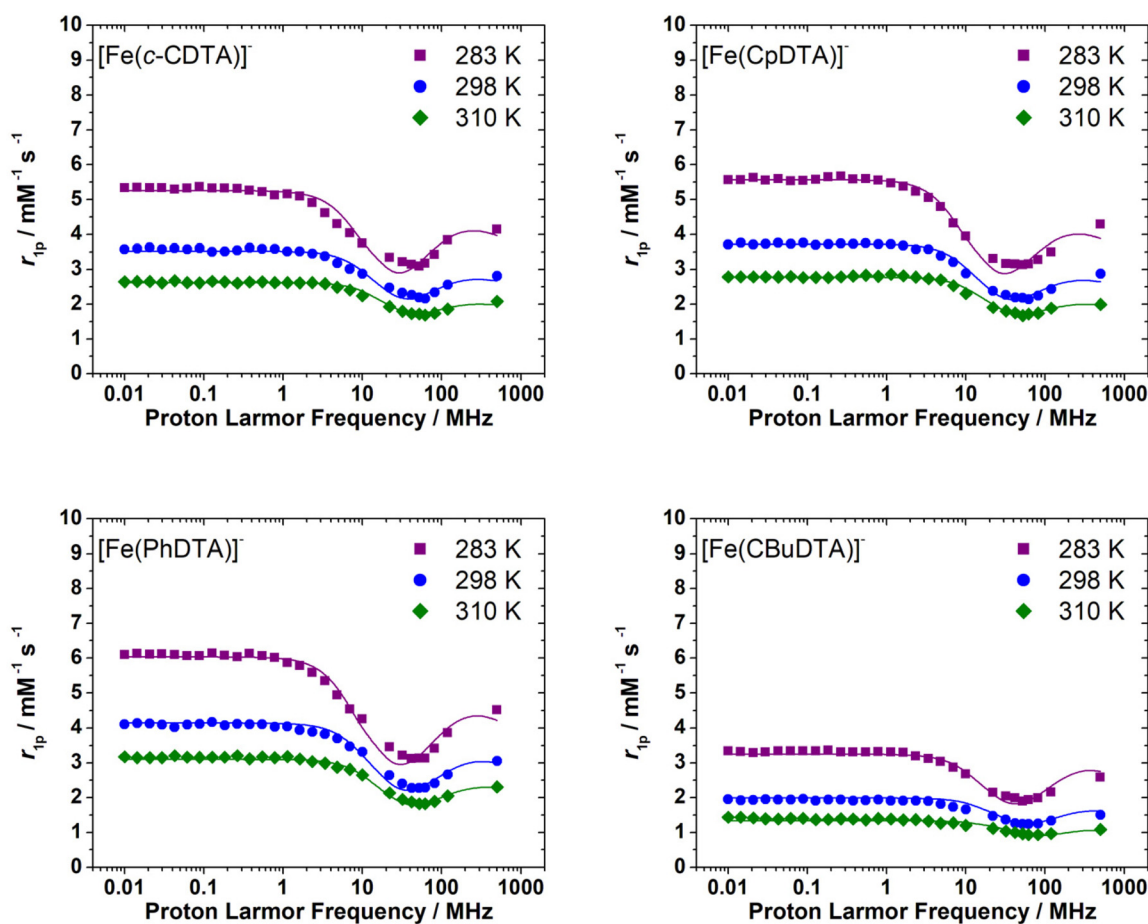 [Fe(c-CDTA)]⁻
283 K
298 K
310 K
10
9
8
7
6
5
4
3
2
1
0
r1p / mM⁻¹ s⁻¹
0.01 0.1 1 10 100 1000
Proton Larmor Frequency / MHz
[Fe(CpDTA)]⁻
283 K
298 K
310 K
10
9
8
7
6
5
4
3
2
1
0
r1p / mM⁻¹ s⁻¹
0.01 0.1 1 10 100 1000
Proton Larmor Frequency / MHz
[Fe(PhDTA)]⁻
283 K
298 K
310 K
10
9
8
7
6
5
4
3
2
1
0
r1p / mM⁻¹ s⁻¹
0.01 0.1 1 10 100 1000
Proton Larmor Frequency / MHz
[Fe(CBuDTA)]⁻
283 K
298 K
310 K
10
9
8
7
6
5
4
3
2
1
0
r1p / mM⁻¹ s⁻¹
0.01 0.1 1 10 100 1000
Proton Larmor Frequency / MHz